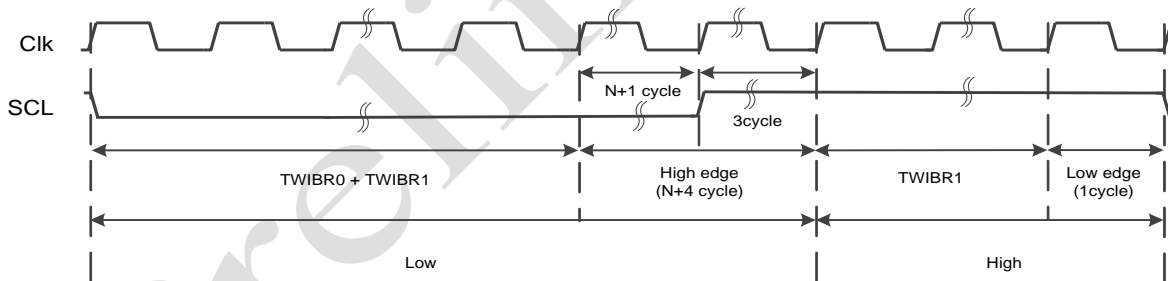 Clk
N+1 cycle
SCL
3cycle
TWIBR0 + TWIBR1
High edge
(N+4 cycle)
TWIBR1
Low edge
(1cycle)
Low
High